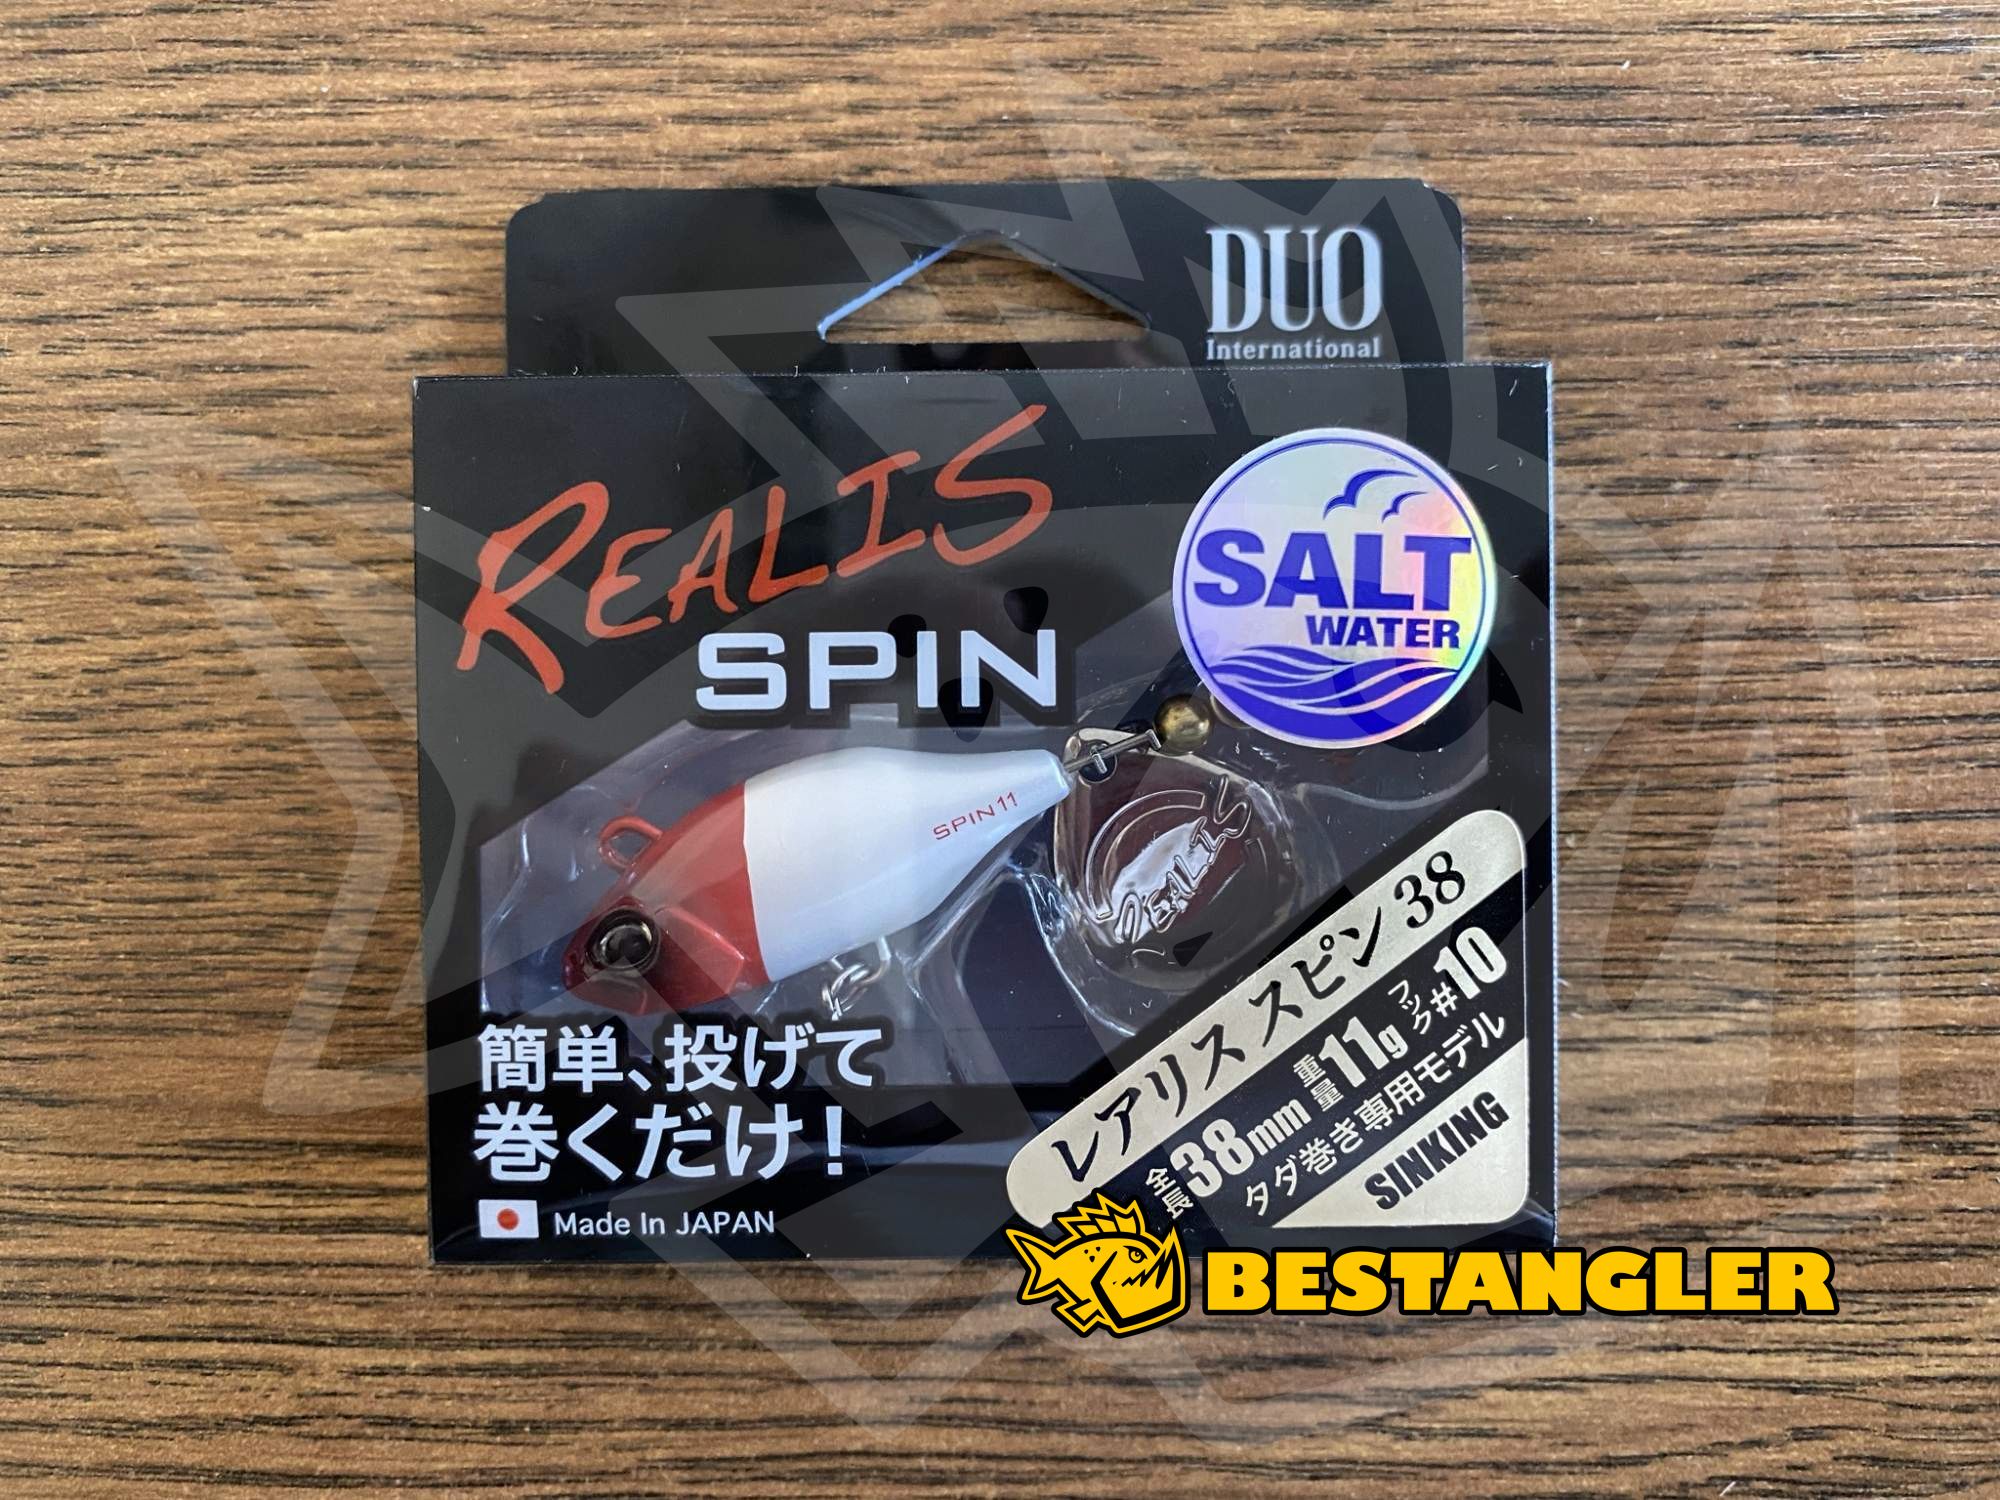 DUO
International
REALIS
SPIN
SALT
WATER
SPIN11
REALIS
簡単、投げて
巻くだけ!
Made In JAPAN
レアリス スピン 38
全長38mm 重量11g フック#10
タダ巻き専用モデル
SINKING
BESTANGLER